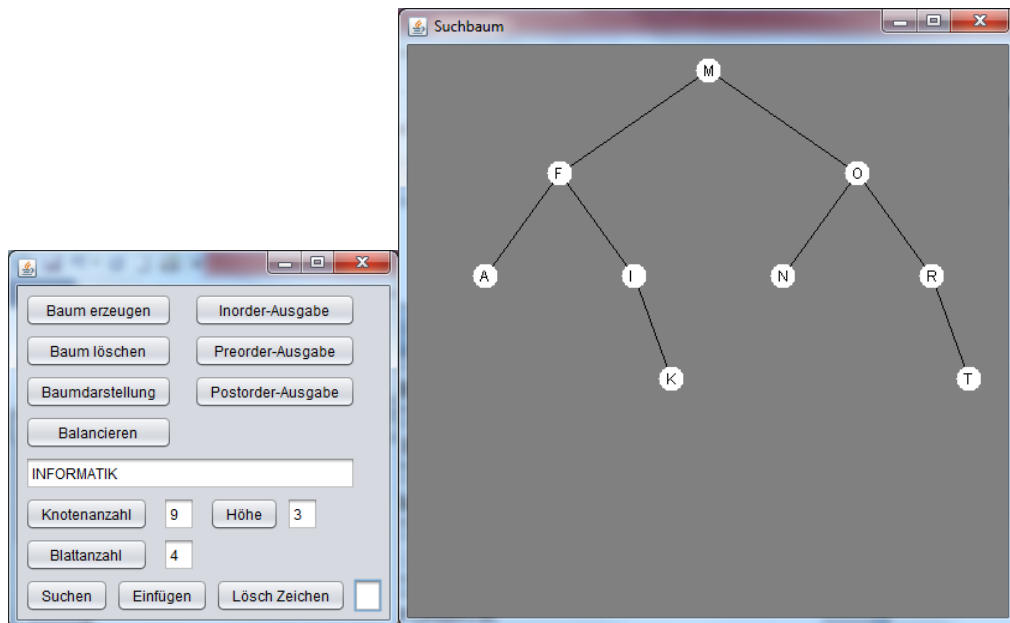 Suchbaum
M
F O
A I N R
K T
Baum erzeugen Inorder-Ausgabe
Baum löschen Preorder-Ausgabe
Baumdarstellung Postorder-Ausgabe
Balancieren
INFORMATIK
Knotenanzahl 9 Höhe 3
Blattanzahl 4
Suchen Einfügen Lösch Zeichen